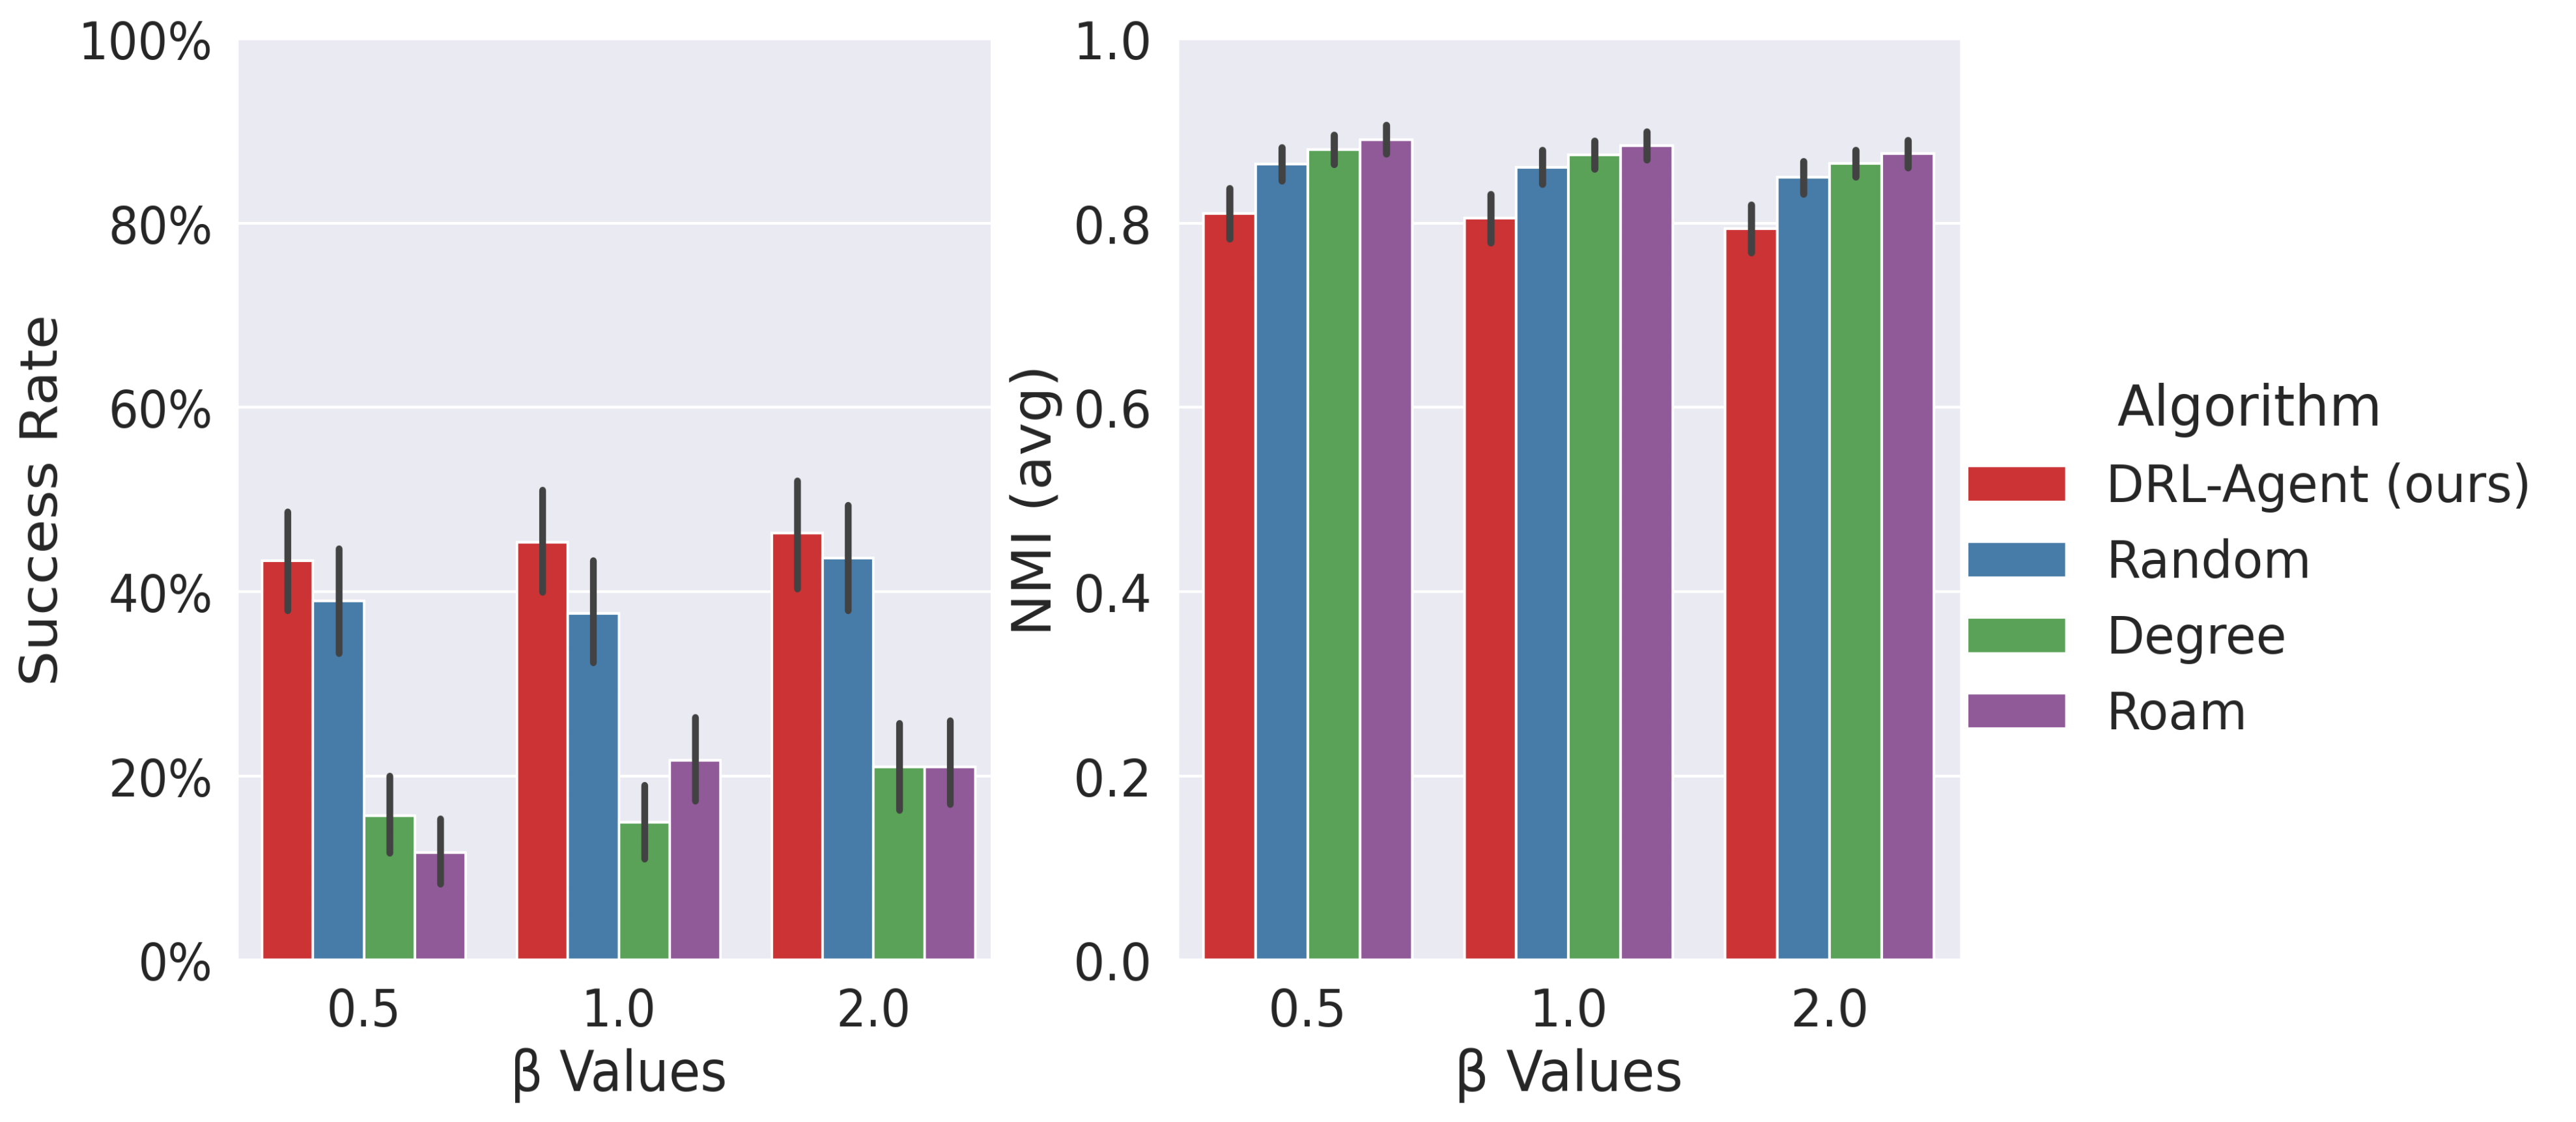 Success Rate
100%
80%
60%
40%
20%
0%
0.5 1.0 2.0
β Values
NMI (avg)
1.0
0.8
0.6
0.4
0.2
0.0
0.5 1.0 2.0
β Values
Algorithm
DRL-Agent (ours)
Random
Degree
Roam